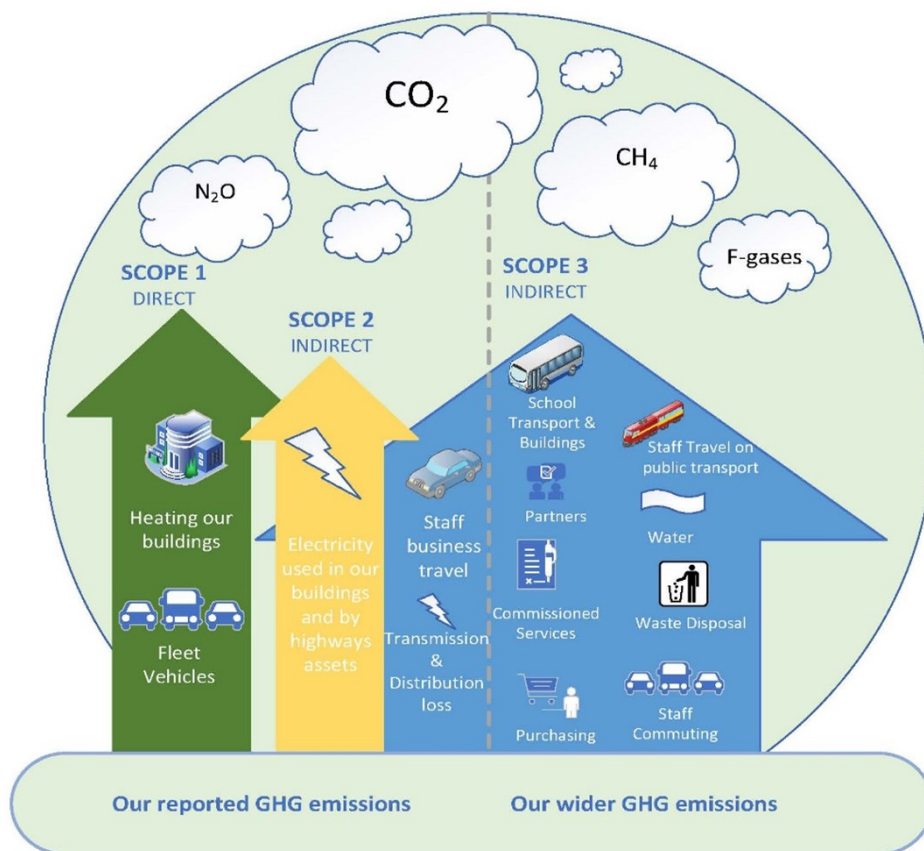 CO₂
CH₄
N₂O
F-gases
SCOPE 1
DIRECT
SCOPE 2
INDIRECT
SCOPE 3
INDIRECT
Heating our
buildings
Fleet
Vehicles
Electricity
used in our
buildings
and by
highways
assets
Staff
business
travel
Transmission
&
Distribution
loss
School
Transport &
Buildings
Partners
Commissioned
Services
Purchasing
Staff Travel on
public transport
Water
Waste Disposal
Staff
Commuting
Our reported GHG emissions
Our wider GHG emissions